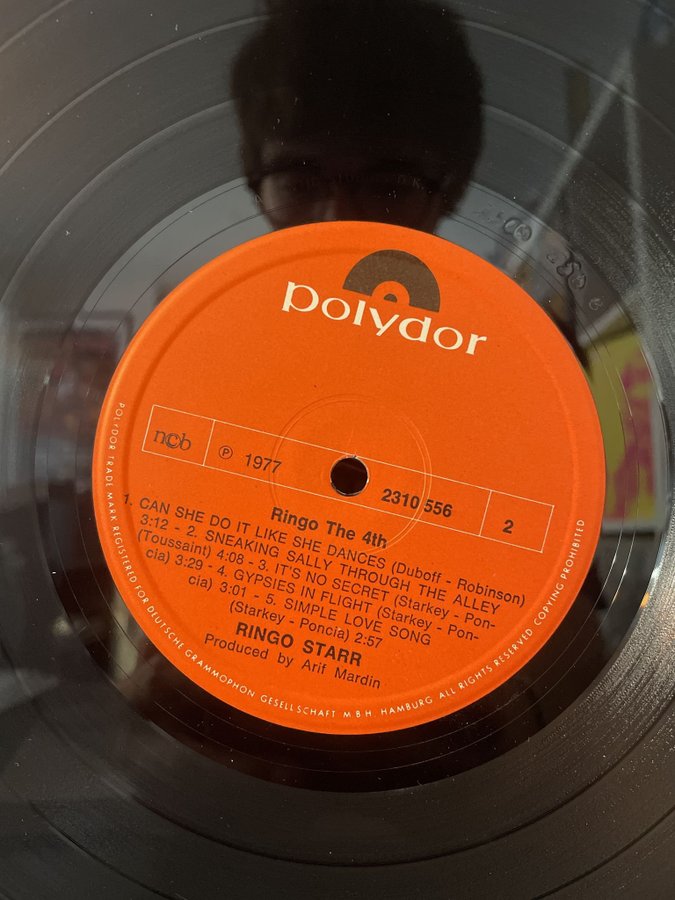 polydor
ncb ℗ 1977 2310 556 2
Ringo The 4th
1. CAN SHE DO IT LIKE SHE DANCES (Duboff - Robinson)
3:12 - 2. SNEAKING SALLY THROUGH THE ALLEY
(Toussaint) 4:08 - 3. IT'S NO SECRET (Starkey - Pon-
cia) 3:29 - 4. GYPSIES IN FLIGHT (Starkey - Pon-
cia) 3:01 - 5. SIMPLE LOVE SONG
(Starkey - Poncia) 2:57
RINGO STARR
Produced by Arif Mardin
POLYDOR TRADE MARK REGISTERED FOR DEUTSCHE GRAMMOPHON GESELLSCHAFT M B H. HAMBURG ALL RIGHTS RESERVED COPYING PROHIBITED